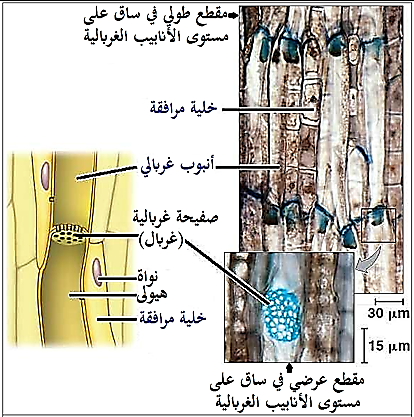 مقطع طولي في ساق على
مستوى الأنابيب الغربالية
خلية مرافقة
أنبوب غربالي
صفيحة غربالية
(غربال)
نواة
هيولى
خلية مرافقة
30 µm
15 µm
مقطع عرضي في ساق على
مستوى الأنابيب الغربالية